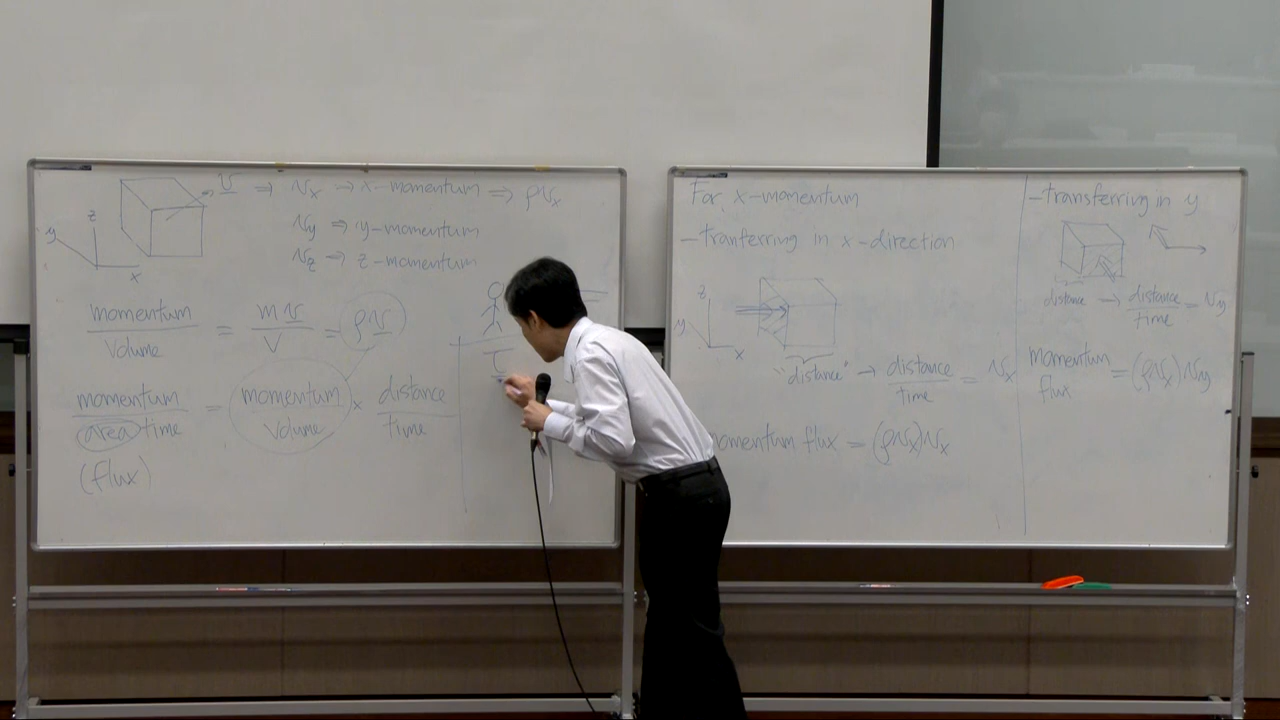 v ⇒ vx ⇒ x-momentum ⇒ ρvx
vy ⇒ y-momentum
vz ⇒ z-momentum
z
y
x
momentum/Volume = m v/V = ρv
momentum/area time = momentum/Volume × distance/time
(flux)
τ
For x-momentum
-tranferring in x-direction
z
y
x
"distance" → distance/time = vx
momentum flux = (ρvx)vx
-transferring in y
distance → distance/time = vy
momentum flux = (ρvx)vy